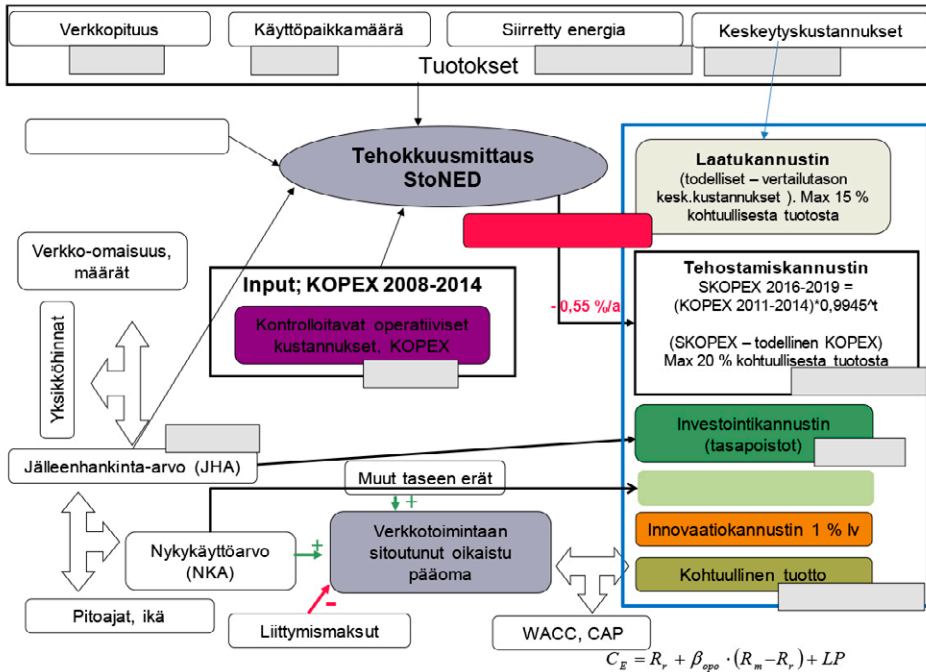 Verkkopituus
Käyttöpaikkamäärä
Siirretty energia
Keskeytyskustannukset
Tuotokset
Tehokkuusmittaus
StoNED
Laatukannustin
(todelliset – vertailutason
kesk.kustannukset ). Max 15 %
kohtuullisesta tuotosta
Verkko-omaisuus,
määrät
Input; KOPEX 2008-2014
Kontrolloitavat operatiiviset
kustannukset, KOPEX
- 0,55 %/a
Tehostamiskannustin
SKOPEX 2016-2019 =
(KOPEX 2011-2014)*0,9945^t
(SKOPEX – todellinen KOPEX)
Max 20 % kohtuullisesta tuotosta
Yksikköhinnat
Investointikannustin
(tasapoistot)
Jälleenhankinta-arvo (JHA)
Muut taseen erät
+
Innovaatiokannustin 1 % lv
Verkkotoimintaan
sitoutunut oikaistu
pääoma
Nykykäyttöarvo
(NKA)
+
Kohtuullinen tuotto
Pitoajat, ikä
-
Liittymismaksut
WACC, CAP
C_E = R_r + β_opo · (R_m − R_r) + LP